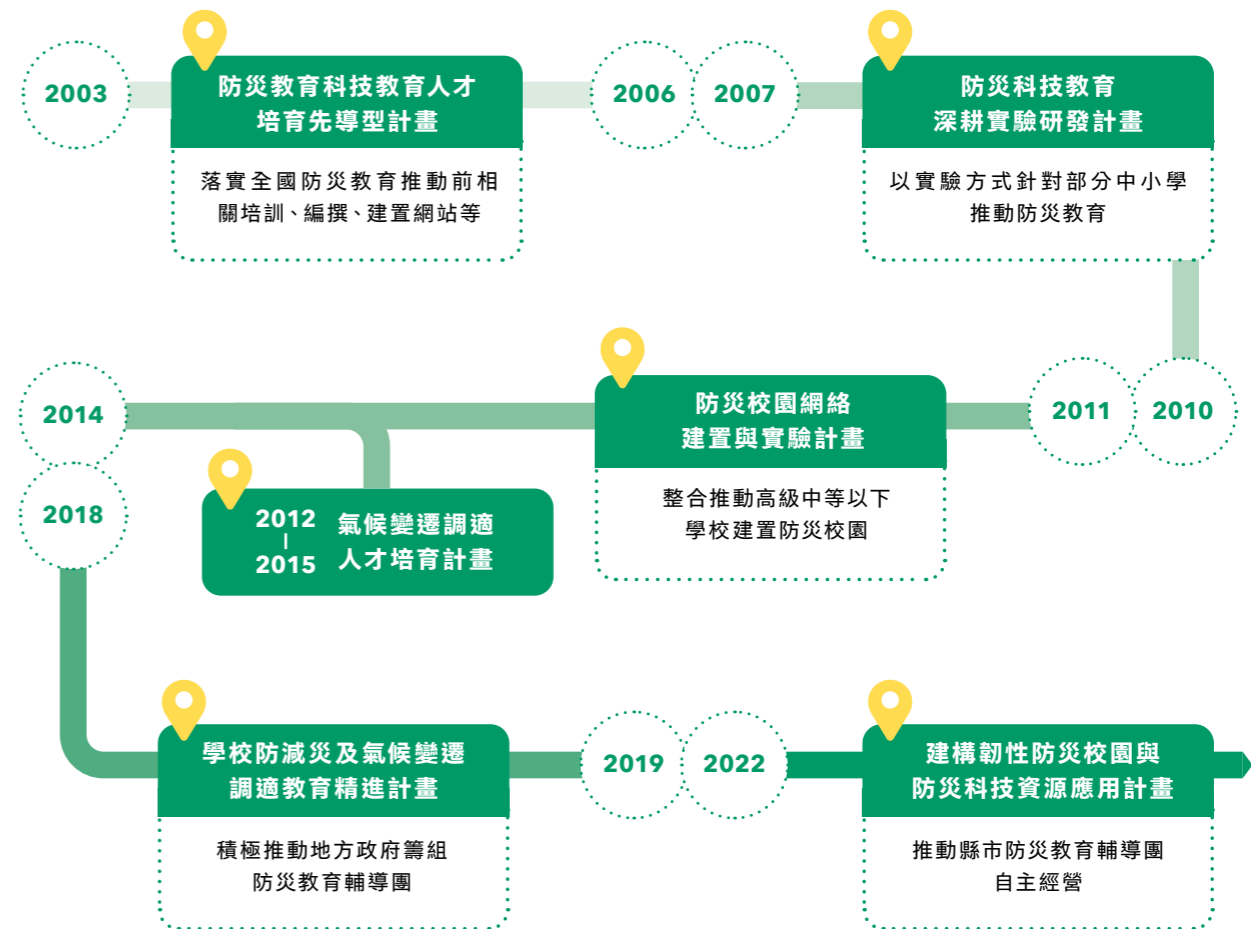 2003
防災教育科技教育人才
培育先導型計畫
落實全國防災教育推動前相
關培訓、編撰、建置網站等
2006
2007
防災科技教育
深耕實驗研發計畫
以實驗方式針對部分中小學
推動防災教育
2010
2011
防災校園網絡
建置與實驗計畫
整合推動高級中等以下
學校建置防災校園
2012
|
2015
氣候變遷調適
人才培育計畫
2014
2018
學校防減災及氣候變遷
調適教育精進計畫
積極推動地方政府籌組
防災教育輔導團
2019
2022
建構韌性防災校園與
防災科技資源應用計畫
推動縣市防災教育輔導團
自主經營